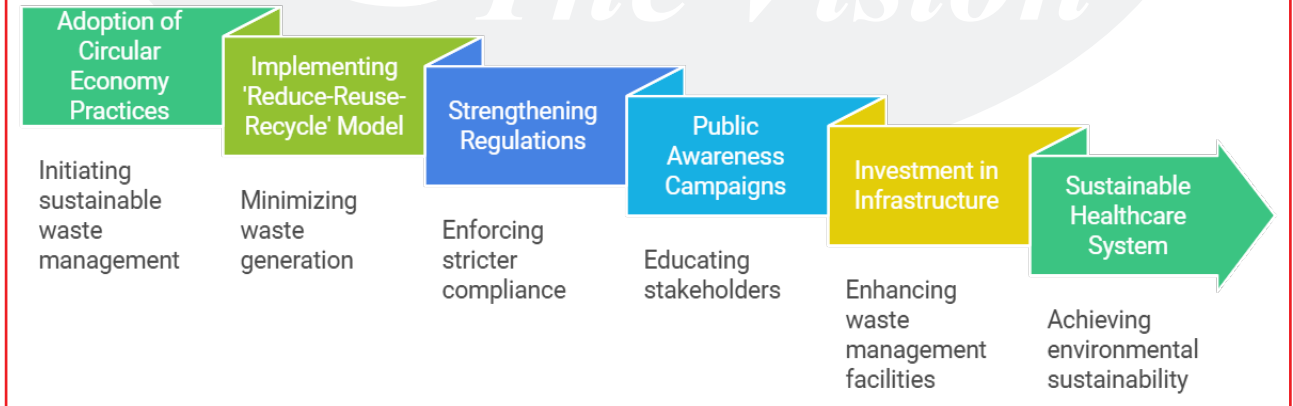 The Vision
Adoption of
Circular
Economy
Practices
Initiating
sustainable
waste
management
Implementing
'Reduce-Reuse-
Recycle' Model
Minimizing
waste
generation
Strengthening
Regulations
Enforcing
stricter
compliance
Public
Awareness
Campaigns
Educating
stakeholders
Investment in
Infrastructure
Enhancing
waste
management
facilities
Sustainable
Healthcare
System
Achieving
environmental
sustainability